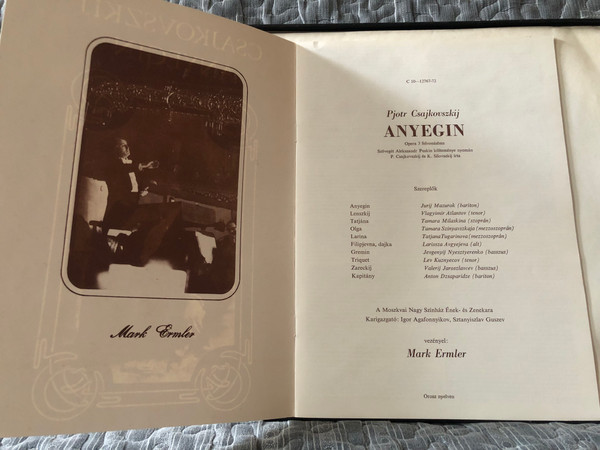 CSAJKOVSZKIJ
Mark Ermler
Pjotr Csajkovszkij
ANYEGIN
Opera 7 felvonásban
Szövegét Alekszandr Puskin költeménye nyomán
P. Csajkovszkij és K. Silovszkij írta
Szereplők
Anyegin Jurij Mazurok (bariton)
Lenszkij Vlagyimir Atlantov (tenor)
Tatjána Tamara Milaskina (szoprán)
Olga Tamara Szinyavszkaja (mezzoszoprán)
Larina Tatjana Tugarinova (mezzoszoprán)
Filipjevna, dajka Larissza Avgyejeva (alt)
Gremin Jevgenyij Nyesztyerenko (basszus)
Triquet Lev Kuznyecov (tenor)
Zareckij Valerij Jaroszlavcev (basszus)
Kapitány Anton Dzsaparidze (bariton)
A Moszkvai Nagy Színház Ének- és Zenekara
Karigazgató: Igor Agafonnyikov, Sztanyiszlav Guszev
vezényel:
Mark Ermler
Orosz nyelven